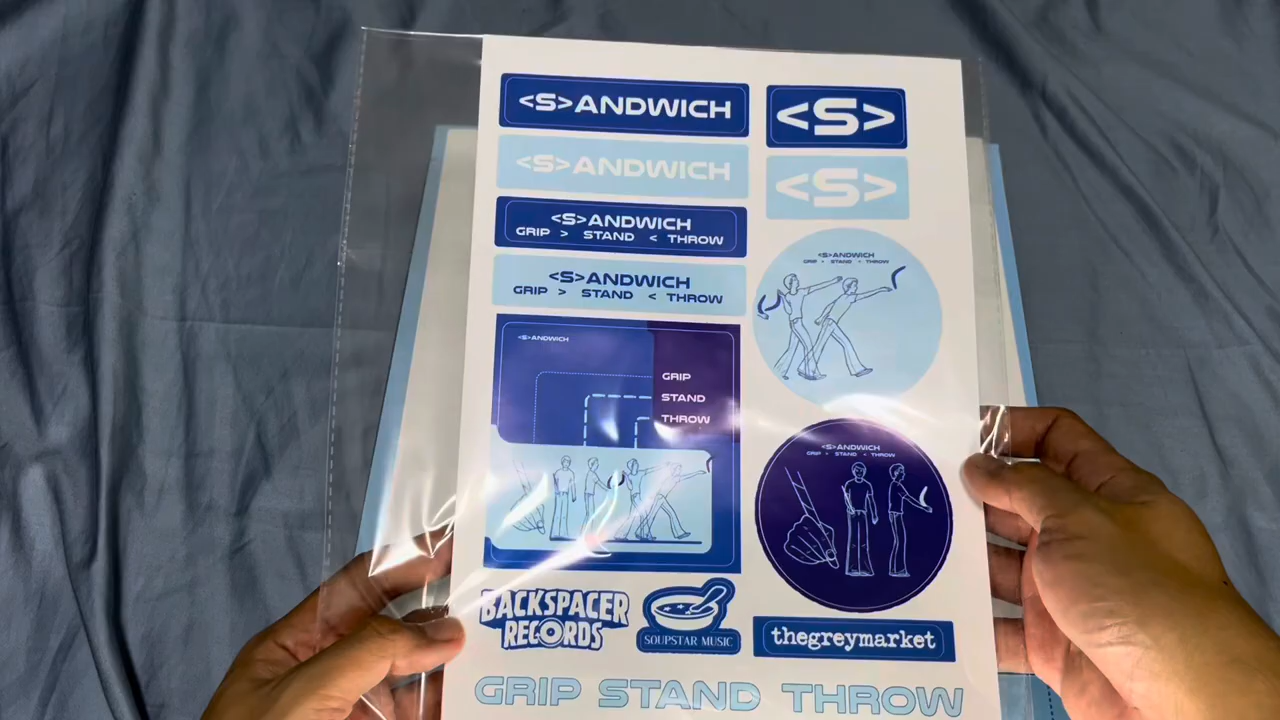 <S>ANDWICH
<S>
<S>ANDWICH
<S>
<S>ANDWICH
GRIP > STAND < THROW
<S>ANDWICH
GRIP > STAND < THROW
<S>ANDWICH
GRIP > STAND < THROW
<S>ANDWICH
GRIP
STAND
THROW
<S>ANDWICH
GRIP > STAND < THROW
BACKSPACER
RECORDS
SOUPSTAR MUSIC
thegreymarket
GRIP STAND THROW